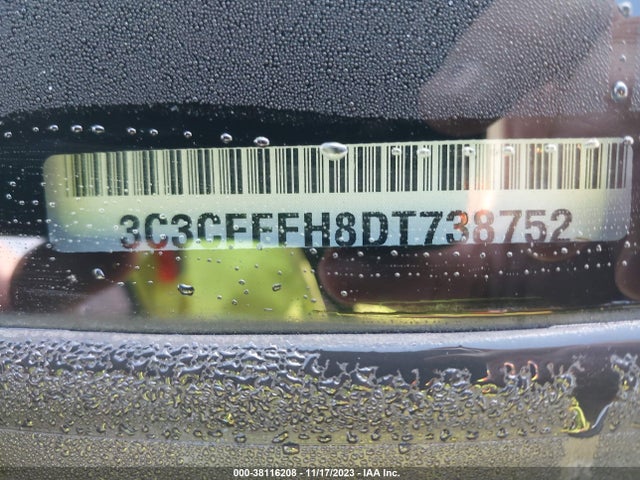 3C3CFFFH8DT738752
000-38116208 - 11/17/2023 - IAA Inc.